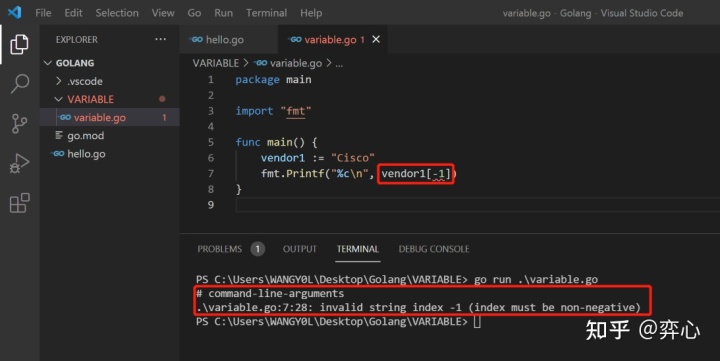 File Edit Selection View Go Run Terminal Help variable.go - Golang - Visual Studio Code
EXPLORER ... hello.go variable.go 1 ×
GOLANG
.vscode
VARIABLE
variable.go 1
go.mod
hello.go
VARIABLE > variable.go > ...
1 package main
2
3 import "fmt"
4
5 func main() {
6 vendor1 := "Cisco"
7 fmt.Printf("%c\n", vendor1[-1])
8 }
9
PROBLEMS 1 OUTPUT TERMINAL DEBUG CONSOLE
PS C:\Users\WANGY0L\Desktop\Golang\VARIABLE> go run .\variable.go
# command-line-arguments
.\variable.go:7:28: invalid string index -1 (index must be non-negative)
PS C:\Users\WANGY0L\Desktop\Golang\VARIABLE>
知乎 @弈心